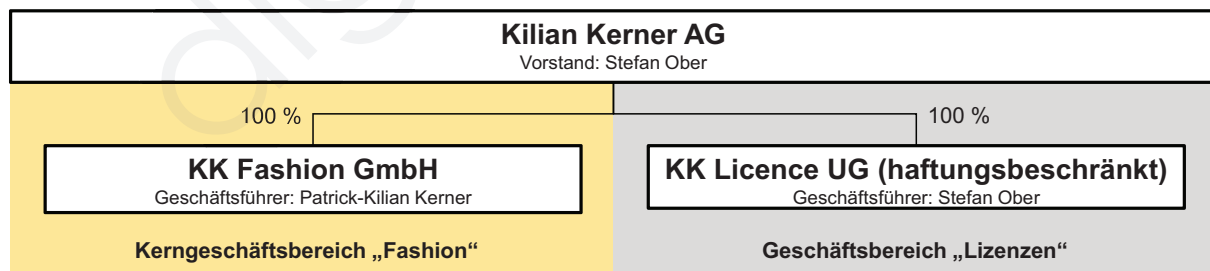 Kilian Kerner AG
Vorstand: Stefan Ober
100 %
100 %
KK Fashion GmbH
Geschäftsführer: Patrick-Kilian Kerner
KK Licence UG (haftungsbeschränkt)
Geschäftsführer: Stefan Ober
Kerngeschäftsbereich „Fashion“
Geschäftsbereich „Lizenzen“